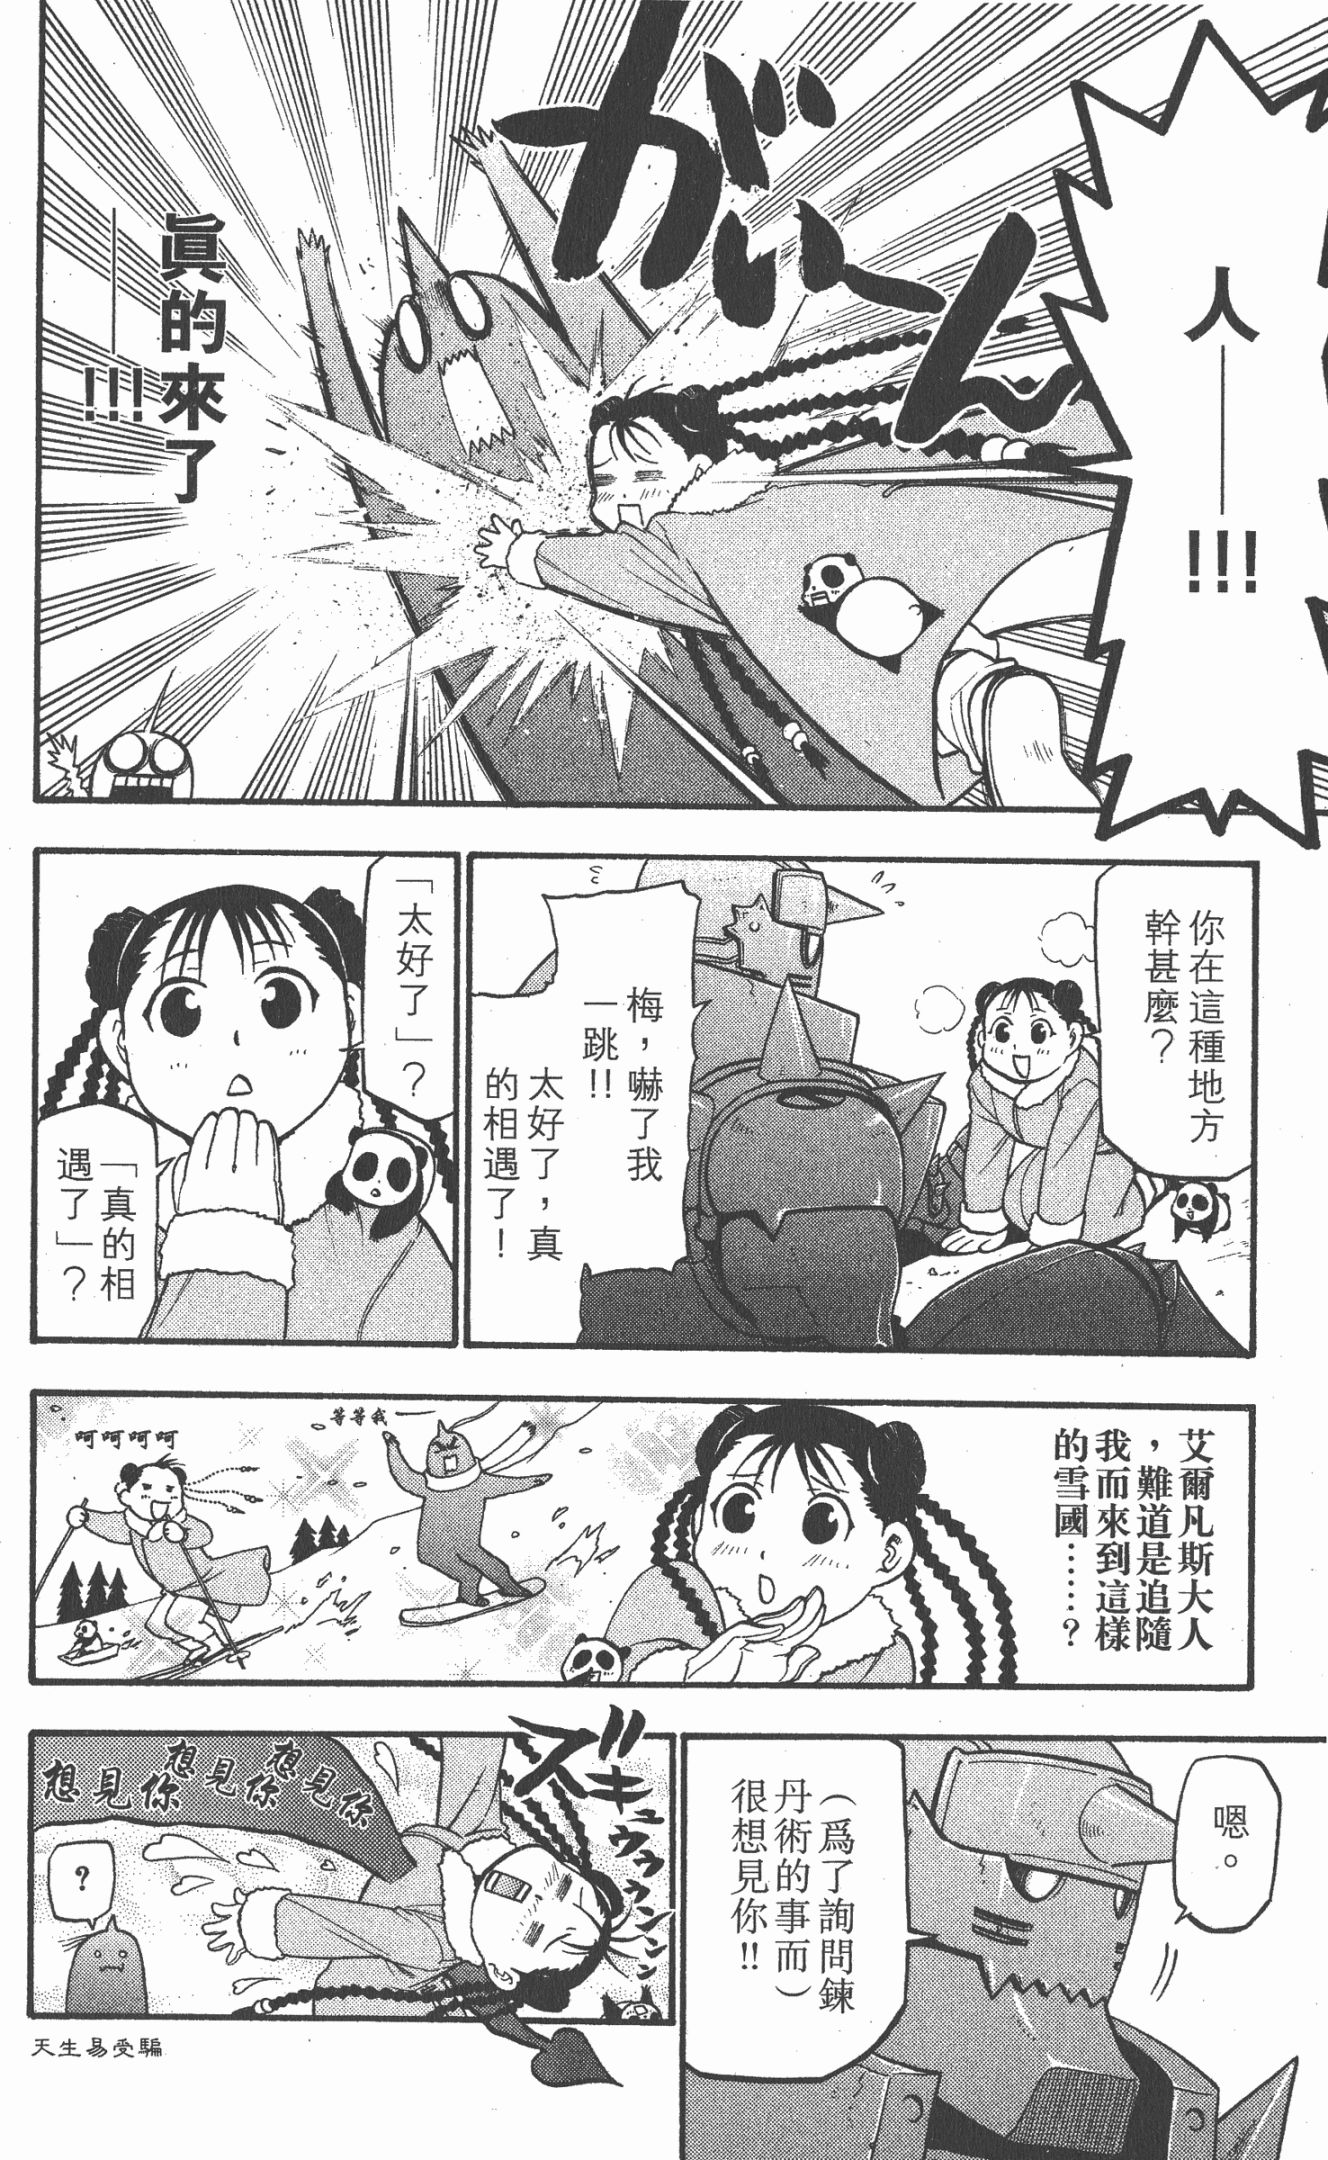 人——!!!
がいーん
眞的來了
——!!!
你在這種地方
幹甚麼?
梅，嚇了我
一跳!!
太好了，真
的相遇了!
「太好了」?
「真的相
遇了」?
艾爾凡斯大人
，難道是追隨
我而來到這樣
的雪國……?
等等我——
呵呵呵呵
嗯。
（爲了詢問鍊
丹術的事而）
很想見你!!
ズキュウウウンンン
想見你
想見你
想見你
?
天生易受騙